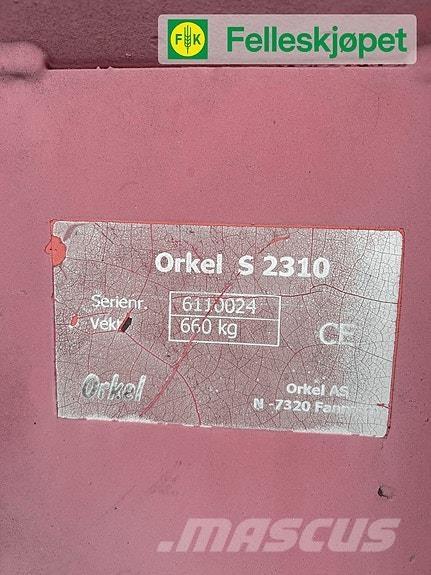 FK Felleskjøpet
Orkel S 2310
Serienr. 6110024
Vekt 660 kg
CE
Orkel
Orkel AS
N -7320
MASCUS